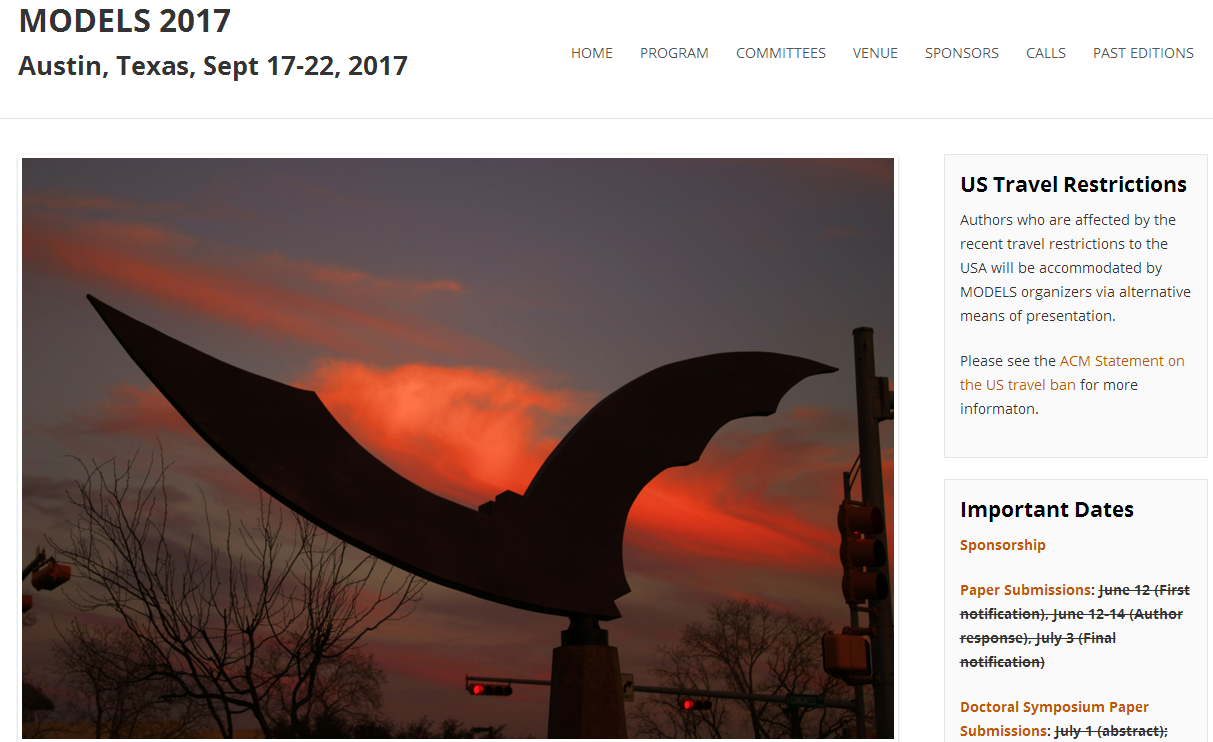 MODELS 2017
Austin, Texas, Sept 17-22, 2017
HOME PROGRAM COMMITTEES VENUE SPONSORS CALLS PAST EDITIONS
US Travel Restrictions
Authors who are affected by the
recent travel restrictions to the
USA will be accommodated by
MODELS organizers via alternative
means of presentation.
Please see the ACM Statement on
the US travel ban for more
informaton.
Important Dates
Sponsorship
Paper Submissions: June 12 (First
notification), June 12-14 (Author
response), July 3 (Final
notification)
Doctoral Symposium Paper
Submissions: July 1 (abstract);